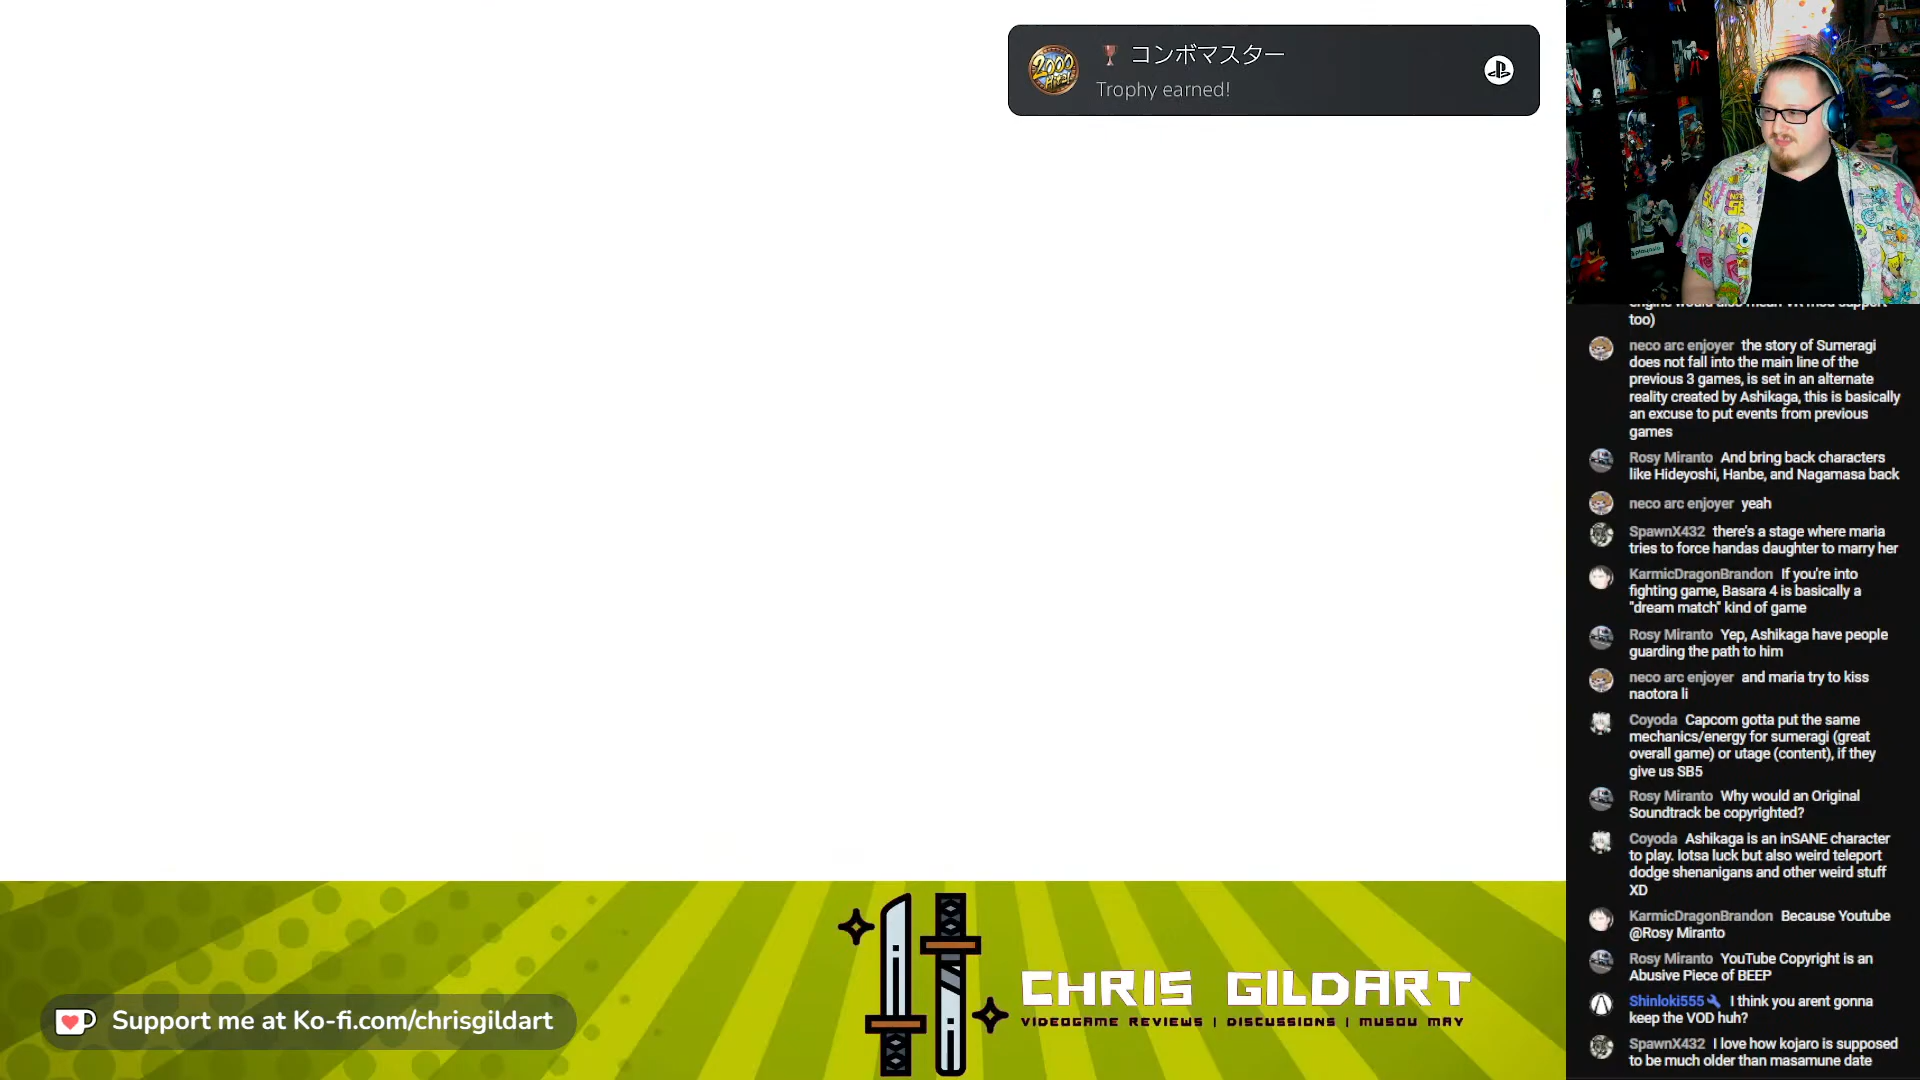 2000
Hits!
コンボマスター
Trophy earned!
too)
neco arc enjoyer the story of Sumeragi
does not fall into the main line of the
previous 3 games, is set in an alternate
reality created by Ashikaga, this is basically
an excuse to put events from previous
games
Rosy Miranto And bring back characters
like Hideyoshi, Hanbe, and Nagamasa back
neco arc enjoyer yeah
SpawnX432 there's a stage where maria
tries to force handas daughter to marry her
KarmicDragonBrandon If you're into
fighting game, Basara 4 is basically a
"dream match" kind of game
Rosy Miranto Yep, Ashikaga have people
guarding the path to him
neco arc enjoyer and maria try to kiss
naotora li
Coyoda Capcom gotta put the same
mechanics/energy for sumeragi (great
overall game) or utage (content), if they
give us SB5
Rosy Miranto Why would an Original
Soundtrack be copyrighted?
Coyoda Ashikaga is an inSANE character
to play. lotsa luck but also weird teleport
dodge shenanigans and other weird stuff
XD
KarmicDragonBrandon Because Youtube
@Rosy Miranto
Rosy Miranto YouTube Copyright is an
Abusive Piece of BEEP
Shinloki555 I think you arent gonna
keep the VOD huh?
SpawnX432 I love how kojaro is supposed
to be much older than masamune date
Support me at Ko-fi.com/chrisgildart
CHRIS GILDART
VIDEOGAME REVIEWS | DISCUSSIONS | MUSOU MAY